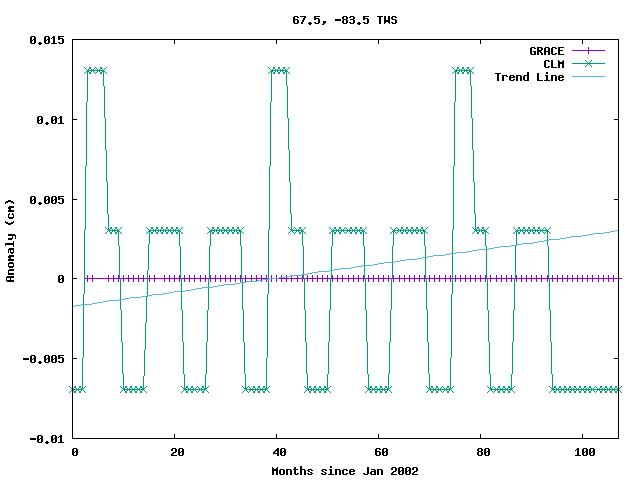 67.5, -83.5 TWS
0.015
0.01
0.005
0
-0.005
-0.01
Anomaly (cm)
GRACE
CLM
Trend Line
0 20 40 60 80 100
Months since Jan 2002